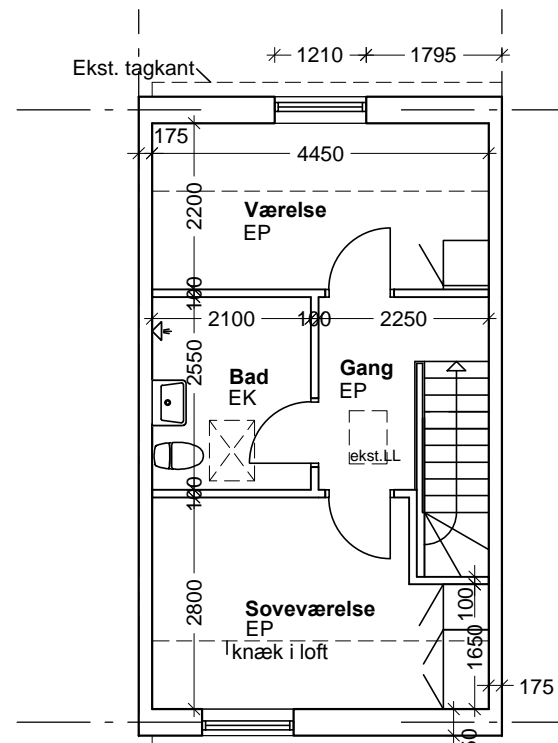 1210
1795
Ekst. tagkant
175
4450
2200
Værelse
EP
100
2100
100
2250
2550
Bad
EK
Gang
EP
ekst.LL
100
2800
Soveværelse
EP
knæk i loft
100
1650
175